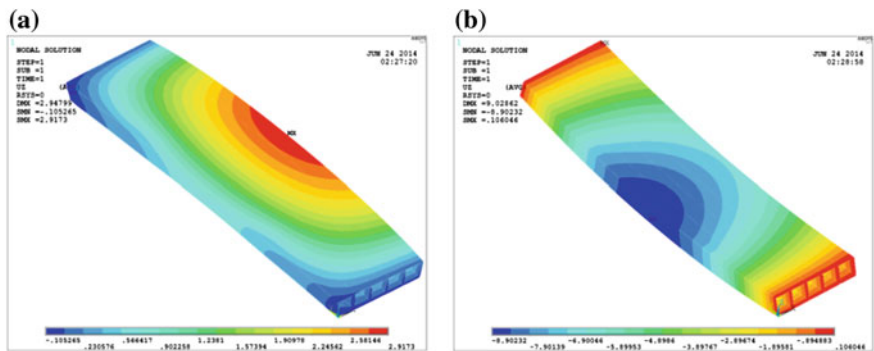 (a)
1
NODAL SOLUTION
STEP=1
SUB =1
TIME=1
UZ
RSYS=0
DMX =2.94799
SMN =-.105265
SMX =2.9173
JUN 24 2014
02:27:20
MX
-.105265
.230576
.566417
.902258
1.2381
1.57394
1.90978
2.24562
2.58146
2.9173
(b)
1
NODAL SOLUTION
STEP=1
SUB =1
TIME=1
UZ (AVG)
RSYS=0
DMX =9.02862
SMN =-8.90232
SMX =.106046
JUN 24 2014
02:28:58
-8.90232
-7.90139
-6.90046
-5.89953
-4.8986
-3.89767
-2.89674
-1.89581
-.894883
.106046